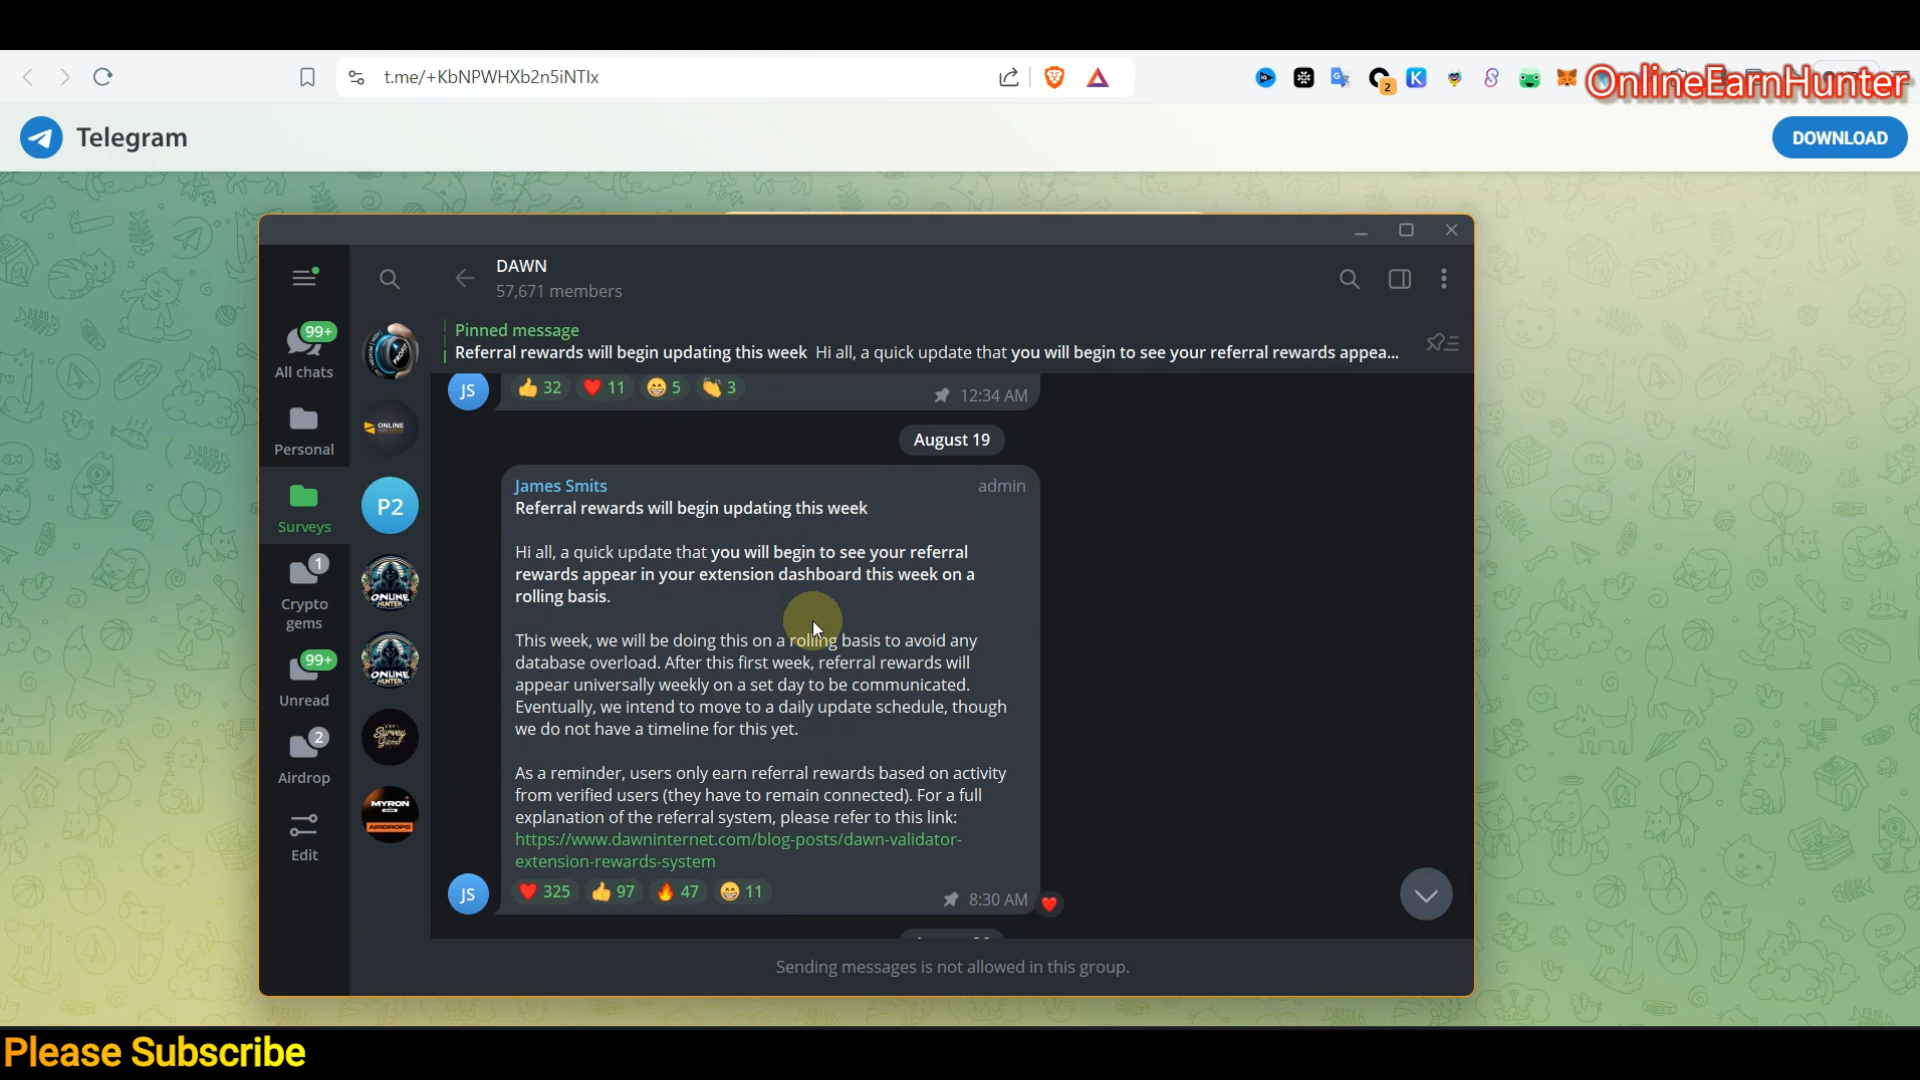 t.me/+KbNPWHXb2n5iNTIx
2
OnlineEarnHunter
Telegram
DOWNLOAD
DAWN
57,671 members
Pinned message
Referral rewards will begin updating this week Hi all, a quick update that you will begin to see your referral rewards appea...
99+
All chats
Personal
Surveys
1
Crypto
gems
99+
Unread
2
Airdrop
Edit
ONLINE
P2
ONLINE
HUNTER
ONLINE
HUNTER
Survey
Gizmo
MYRON
AIRDROPS
JS
32 11 5 3
12:34 AM
August 19
James Smits admin
Referral rewards will begin updating this week
Hi all, a quick update that you will begin to see your referral
rewards appear in your extension dashboard this week on a
rolling basis.
This week, we will be doing this on a rolling basis to avoid any
database overload. After this first week, referral rewards will
appear universally weekly on a set day to be communicated.
Eventually, we intend to move to a daily update schedule, though
we do not have a timeline for this yet.
As a reminder, users only earn referral rewards based on activity
from verified users (they have to remain connected). For a full
explanation of the referral system, please refer to this link:
https://www.dawninternet.com/blog-posts/dawn-validator-
extension-rewards-system
JS
325 97 47 11
8:30 AM
Sending messages is not allowed in this group.
Please Subscribe